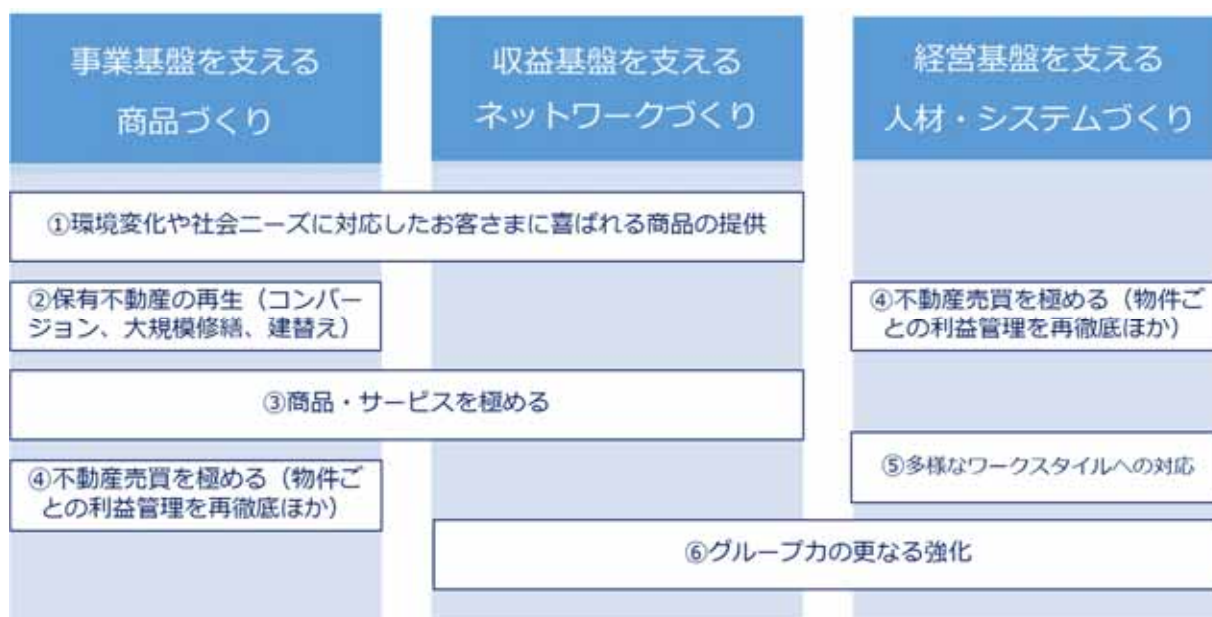 事業基盤を支える
商品づくり
収益基盤を支える
ネットワークづくり
経営基盤を支える
人材・システムづくり
①環境変化や社会ニーズに対応したお客さまに喜ばれる商品の提供
②保有不動産の再生（コンバー
ジョン、大規模修繕、建替え）
④不動産売買を極める（物件ご
との利益管理を再徹底ほか）
③商品・サービスを極める
④不動産売買を極める（物件ご
との利益管理を再徹底ほか）
⑤多様なワークスタイルへの対応
⑥グループ力の更なる強化